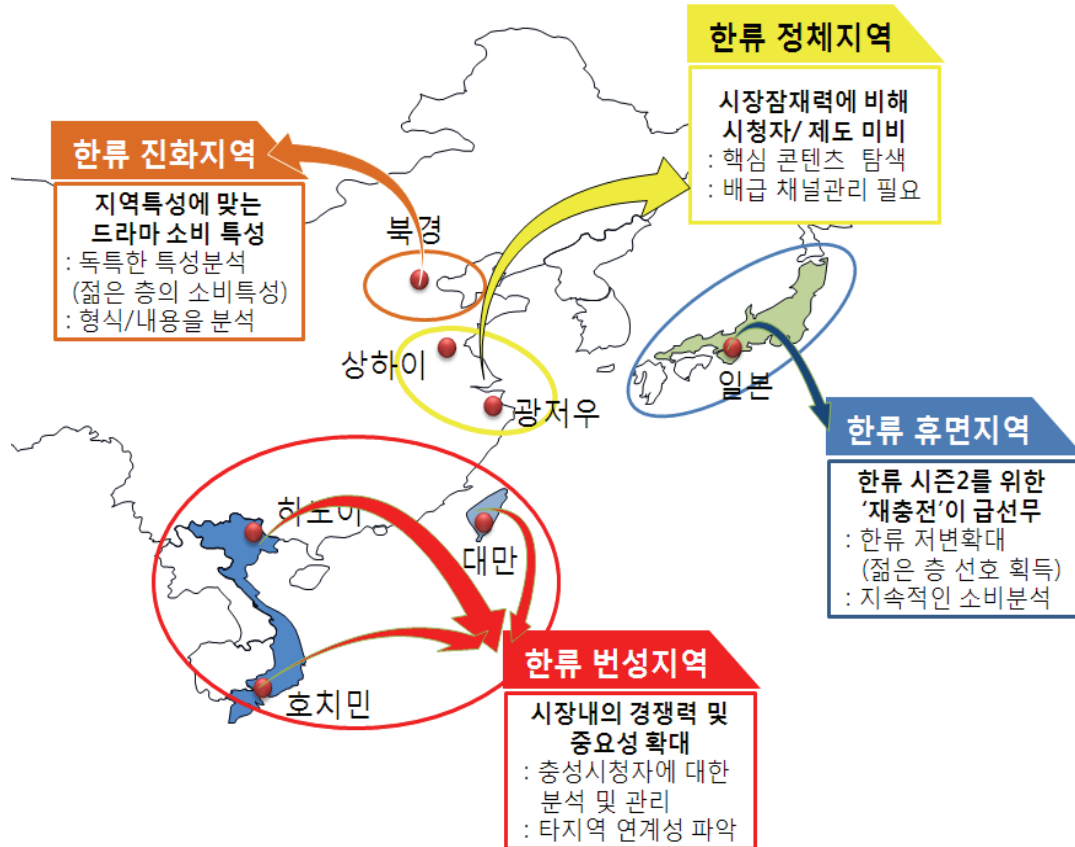 한류 정체지역
시장잠재력에 비해
시청자/ 제도 미비
: 핵심 콘텐츠 탐색
: 배급 채널관리 필요
한류 진화지역
지역특성에 맞는
드라마 소비 특성
: 독특한 특성분석
(젊은 층의 소비특성)
: 형식/내용을 분석
북경
상하이
광저우
일본
한류 휴면지역
한류 시즌2를 위한
‘재충전’이 급선무
: 한류 저변확대
(젊은 층 선호 획득)
: 지속적인 소비분석
하노이
대만
호치민
한류 번성지역
시장내의 경쟁력 및
중요성 확대
: 충성시청자에 대한
분석 및 관리
: 타지역 연계성 파악